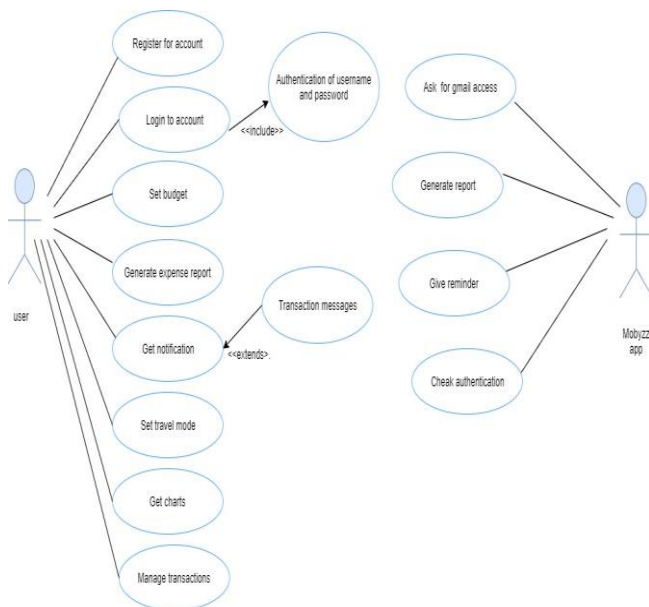 Register for account
Authentication of username
and password
Ask for gmail access
Login to account
<<include>>
Set budget
Generate report
Generate expense report
Give reminder
Transaction messages
user
Mobyzz
app
Get notification
<<extends>.
Cheak authentication
Set travel mode
Get charts
Manage transactions